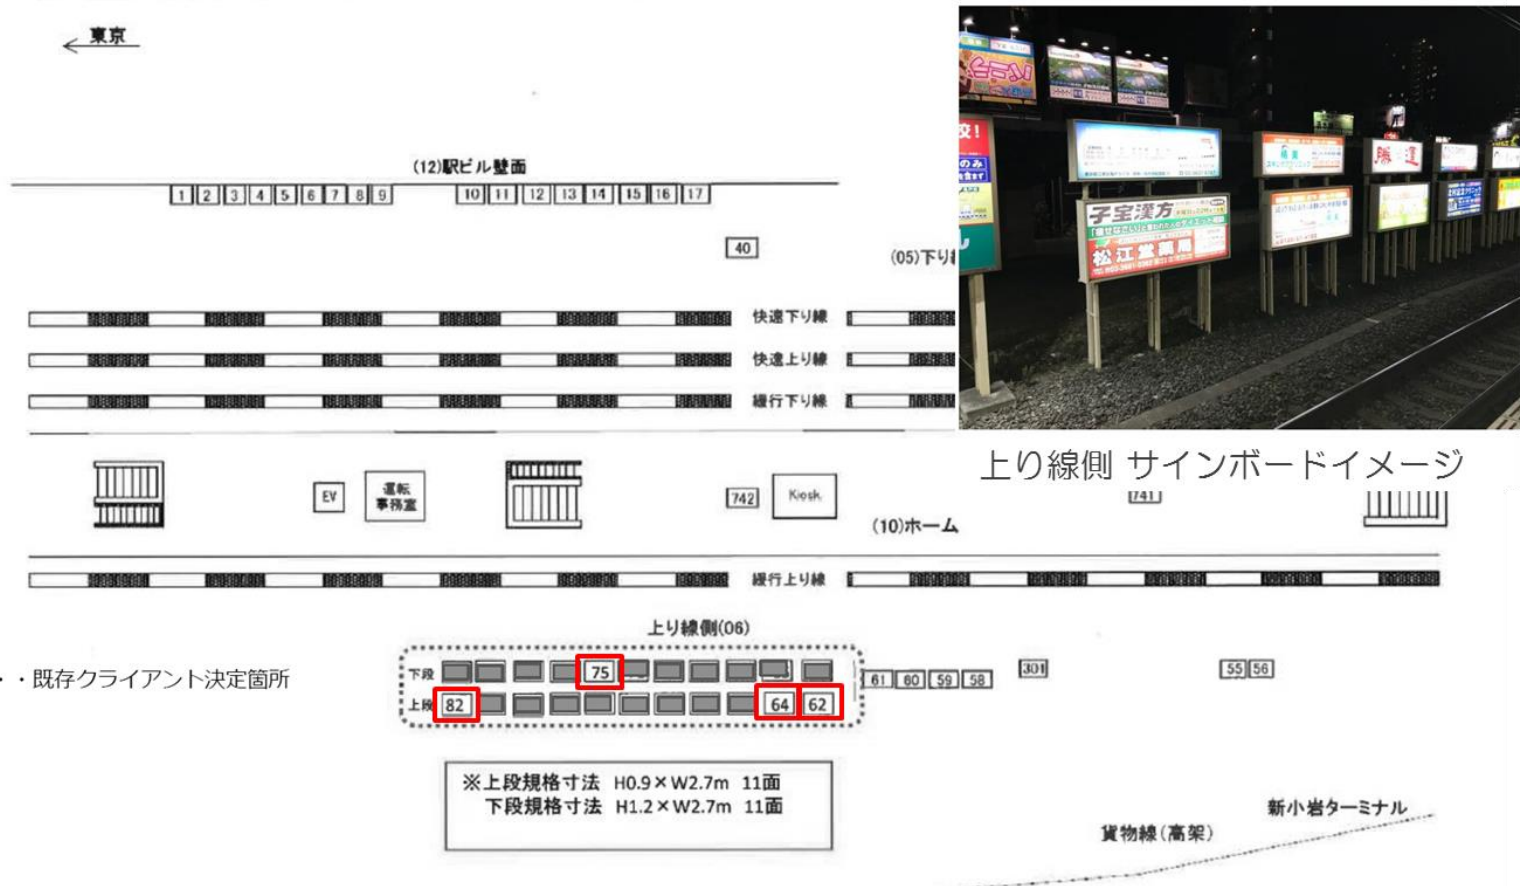 東京
(12)駅ビル壁面
1 2 3 4 5 6 7 8 9 10 11 12 13 14 15 16 17
40
(05)下り
快速下り線
快速上り線
緩行下り線
子宝漢方
松江堂薬局
上り線側 サインボードイメージ
EV
運転
事務室
742
Kiosk
741
(10)ホーム
緩行上り線
上り線側(06)
・・既存クライアント決定箇所
下段 75
61 60 59 58
301
55 56
上段 82 64 62
※上段規格寸法 H0.9×W2.7m 11面
下段規格寸法 H1.2×W2.7m 11面
新小岩ターミナル
貨物線(高架)